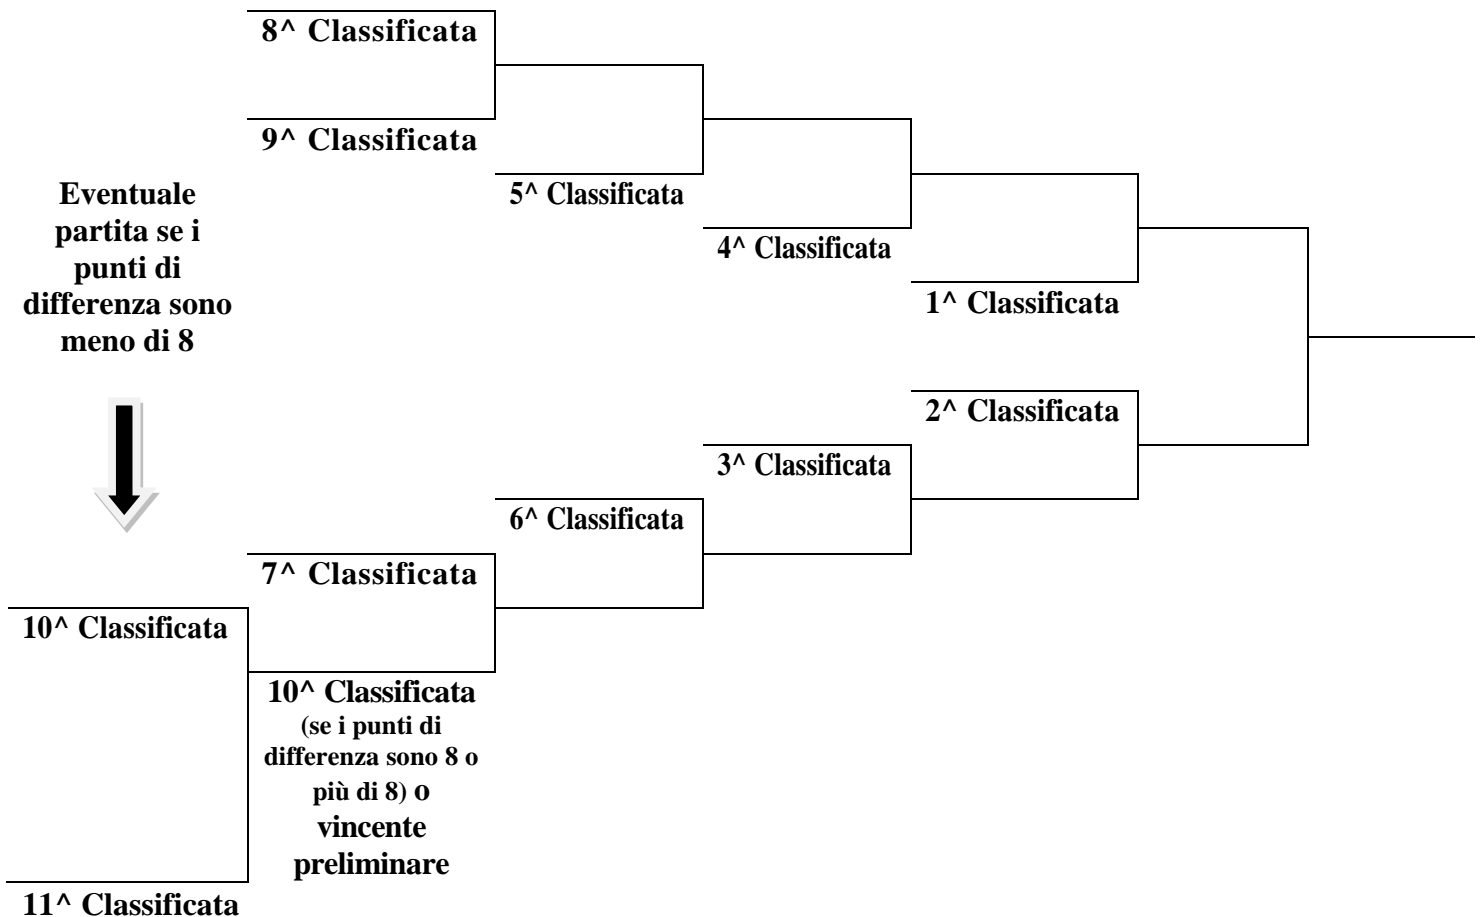 8^ Classificata
9^ Classificata
5^ Classificata
4^ Classificata
1^ Classificata
Eventuale
partita se i
punti di
differenza sono
meno di 8
2^ Classificata
3^ Classificata
6^ Classificata
7^ Classificata
10^ Classificata
10^ Classificata
(se i punti di
differenza sono 8 o
più di 8) o
vincente
preliminare
11^ Classificata